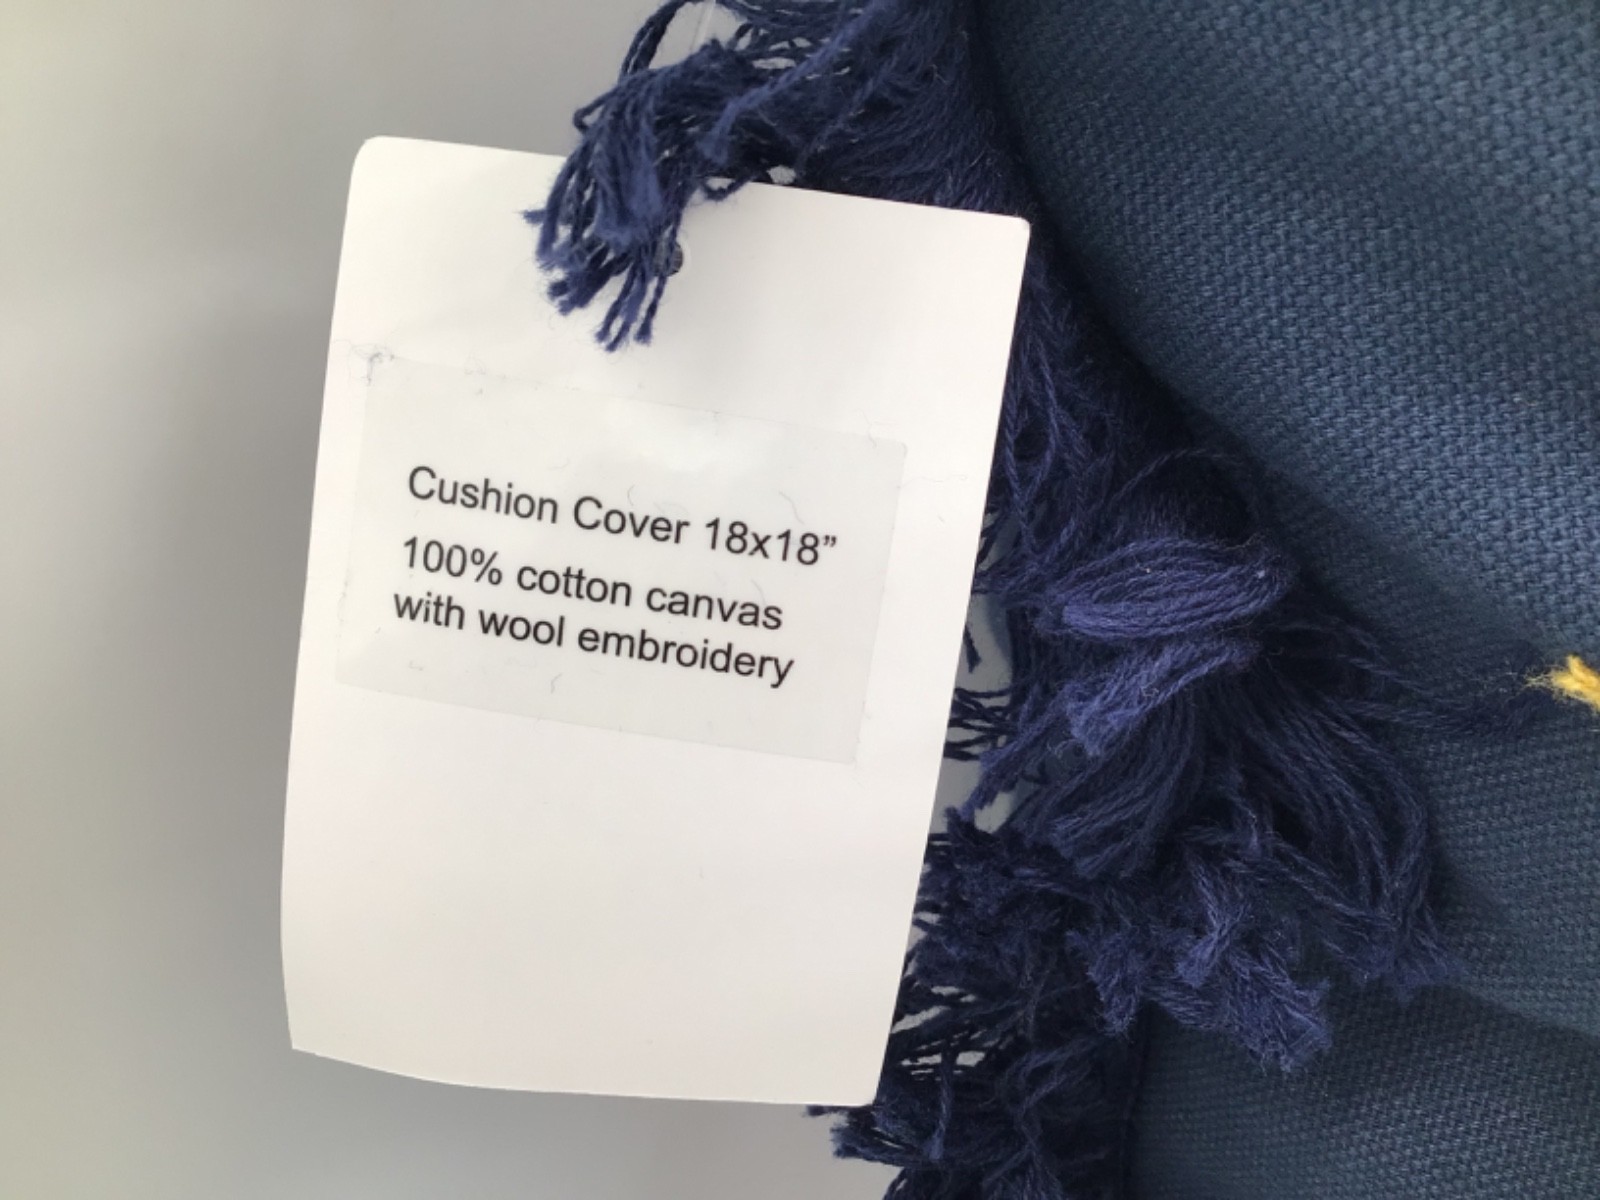 Cushion Cover 18x18”
100% cotton canvas
with wool embroidery